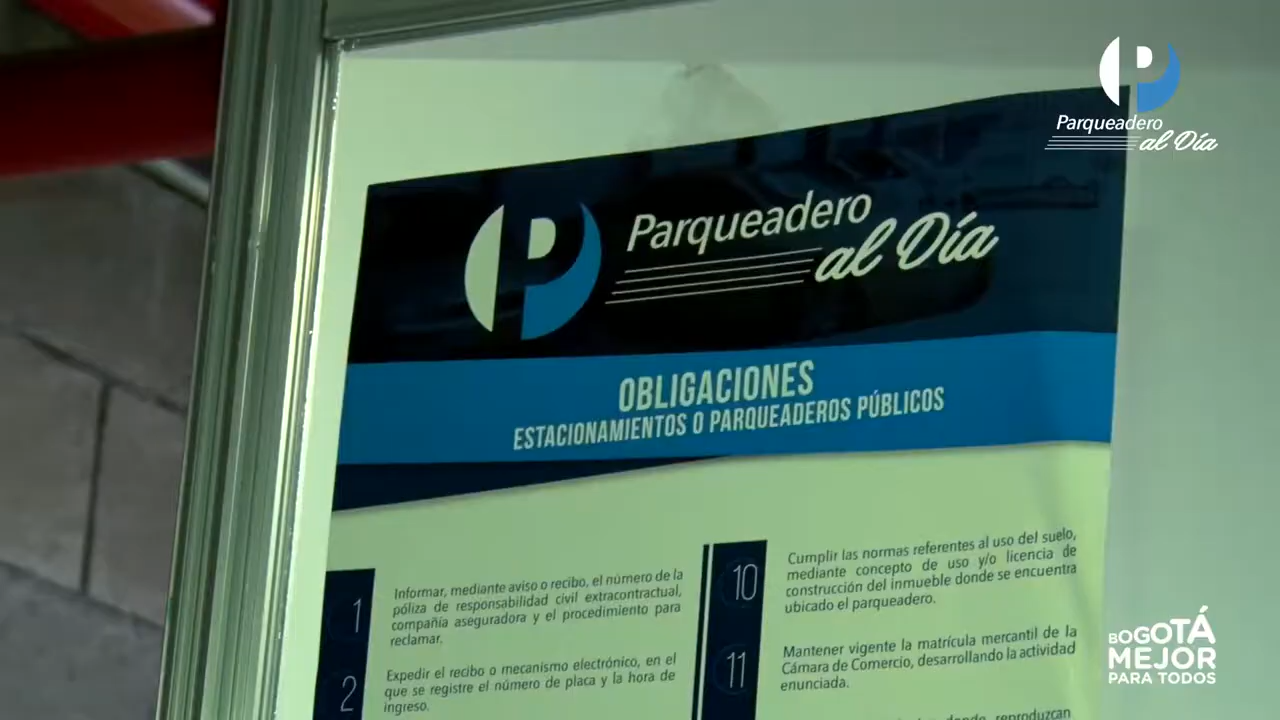 Parqueadero
al Día
Parqueadero
al Día
OBLIGACIONES
ESTACIONAMIENTOS O PARQUEADEROS PÚBLICOS
1
Informar, mediante aviso o recibo, el número de la
póliza de responsabilidad civil extracontractual,
compañía aseguradora y el procedimiento para
reclamar.
2
Expedir el recibo o mecanismo electrónico, en el
que se registre el número de placa y la hora de
ingreso.
10
Cumplir las normas referentes al uso del suelo,
mediante concepto de uso y/o licencia de
construcción del inmueble donde se encuentra
ubicado el parqueadero.
11
Mantener vigente la matrícula mercantil de la
Cámara de Comercio, desarrollando la actividad
enunciada.
donde reproduzcan
BOGOTÁ
MEJOR
PARA TODOS